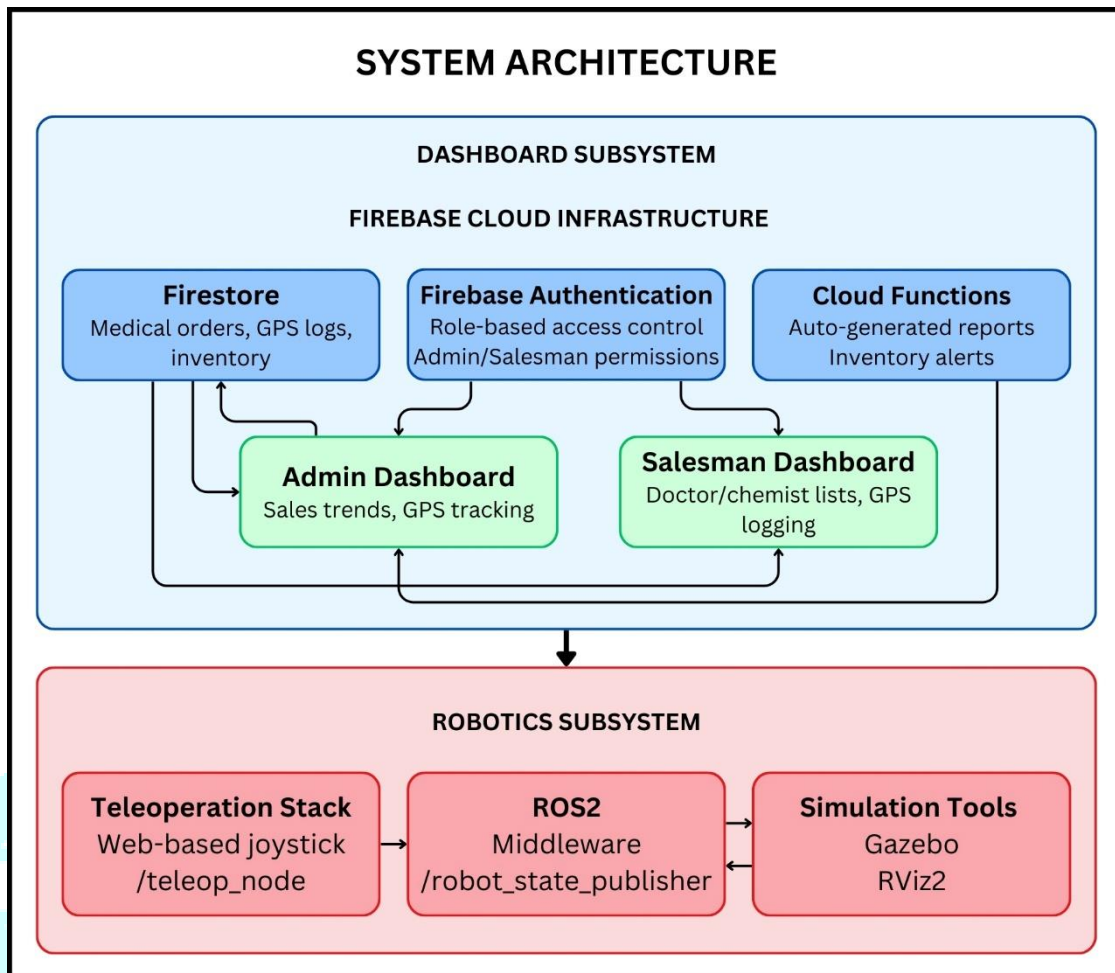 SYSTEM ARCHITECTURE
DASHBOARD SUBSYSTEM
FIREBASE CLOUD INFRASTRUCTURE
Firestore
Medical orders, GPS logs,
inventory
Firebase Authentication
Role-based access control
Admin/Salesman permissions
Cloud Functions
Auto-generated reports
Inventory alerts
Admin Dashboard
Sales trends, GPS tracking
Salesman Dashboard
Doctor/chemist lists, GPS
logging
ROBOTICS SUBSYSTEM
Teleoperation Stack
Web-based joystick
/teleop_node
ROS2
Middleware
/robot_state_publisher
Simulation Tools
Gazebo
RViz2